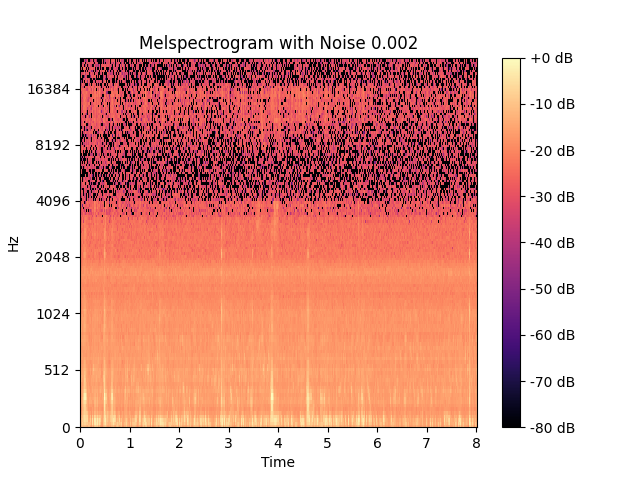 Melspectrogram with Noise 0.002
Hz
16384
8192
4096
2048
1024
512
0
0 1 2 3 4 5 6 7 8
Time
+0 dB
-10 dB
-20 dB
-30 dB
-40 dB
-50 dB
-60 dB
-70 dB
-80 dB